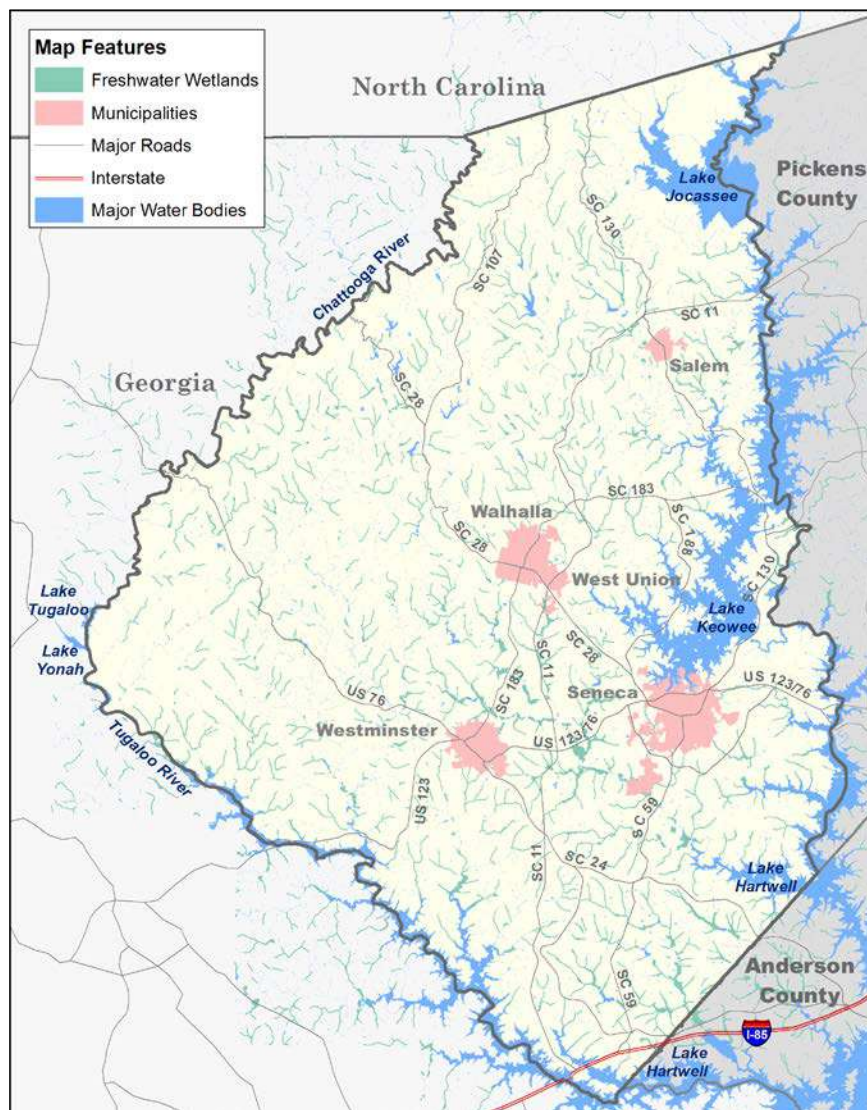 Map Features
Freshwater Wetlands
Municipalities
Major Roads
Interstate
Major Water Bodies
North Carolina
Lake
Jocassee
Pickens
County
Chattooga River
SC 107
SC 130
SC 11
Salem
Georgia
SC 28
SC 183
Walhalla
SC 28
SC 188
West Union
SC 130
Lake
Tugaloo
Lake
Keowee
Lake
Yonah
SC 11
SC 28
SC 183
US 76
Seneca
US 123/76
Westminster
US 123/76
Tugaloo River
US 123
SC 59
SC 11
SC 24
Lake
Hartwell
Anderson
County
SC 59
I-85
Lake
Hartwell